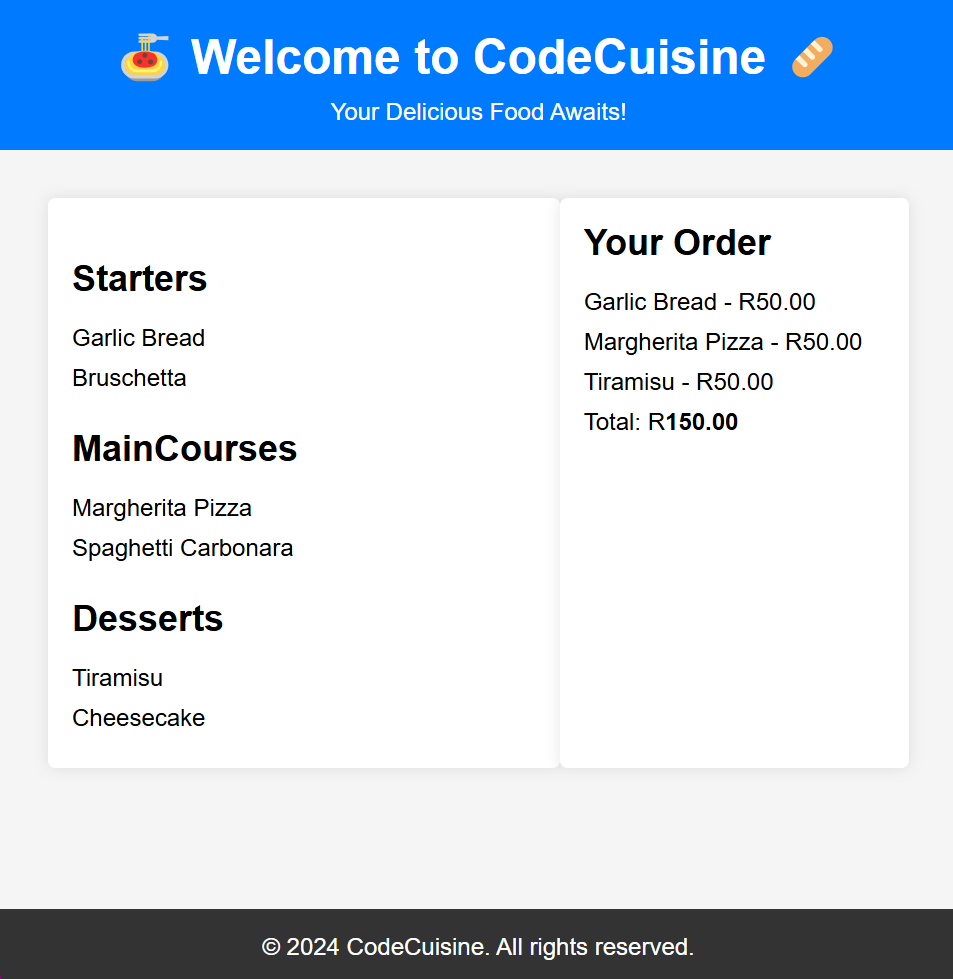 Welcome to CodeCuisine
Your Delicious Food Awaits!
Starters
Garlic Bread
Bruschetta
MainCourses
Margherita Pizza
Spaghetti Carbonara
Desserts
Tiramisu
Cheesecake
Your Order
Garlic Bread - R50.00
Margherita Pizza - R50.00
Tiramisu - R50.00
Total: R150.00
© 2024 CodeCuisine. All rights reserved.